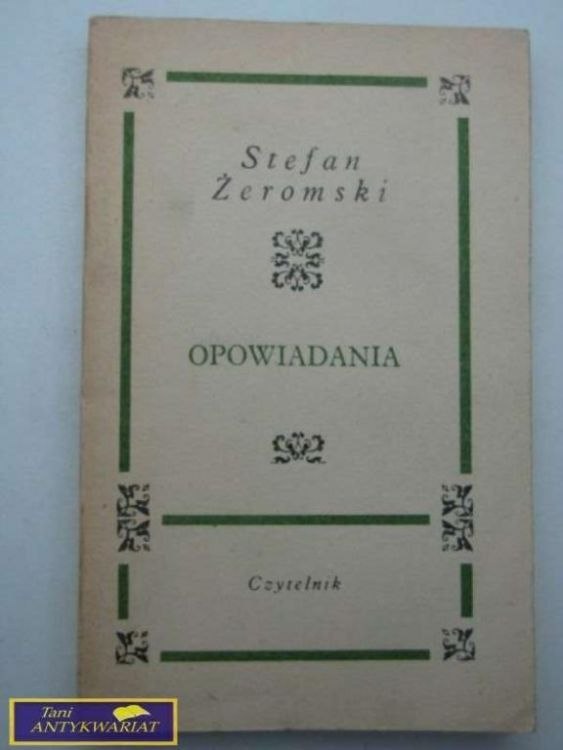 Stefan
Żeromski
OPOWIADANIA
Czytelnik
Tani
ANTYKWARIAT